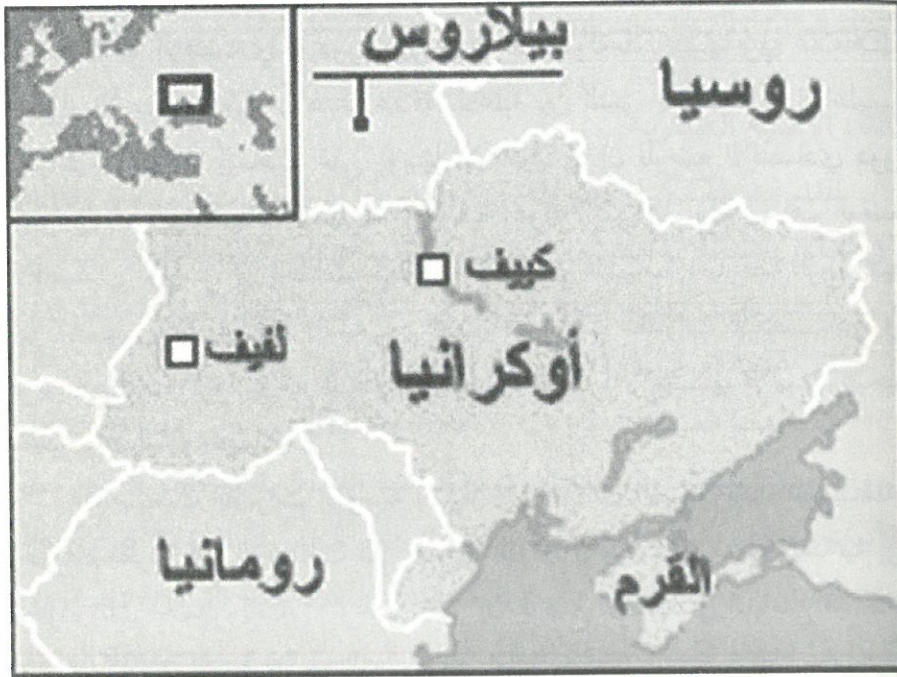 بيلاروس
روسيا
كييف
لفيف
أوكرانيا
رومانيا
القرم